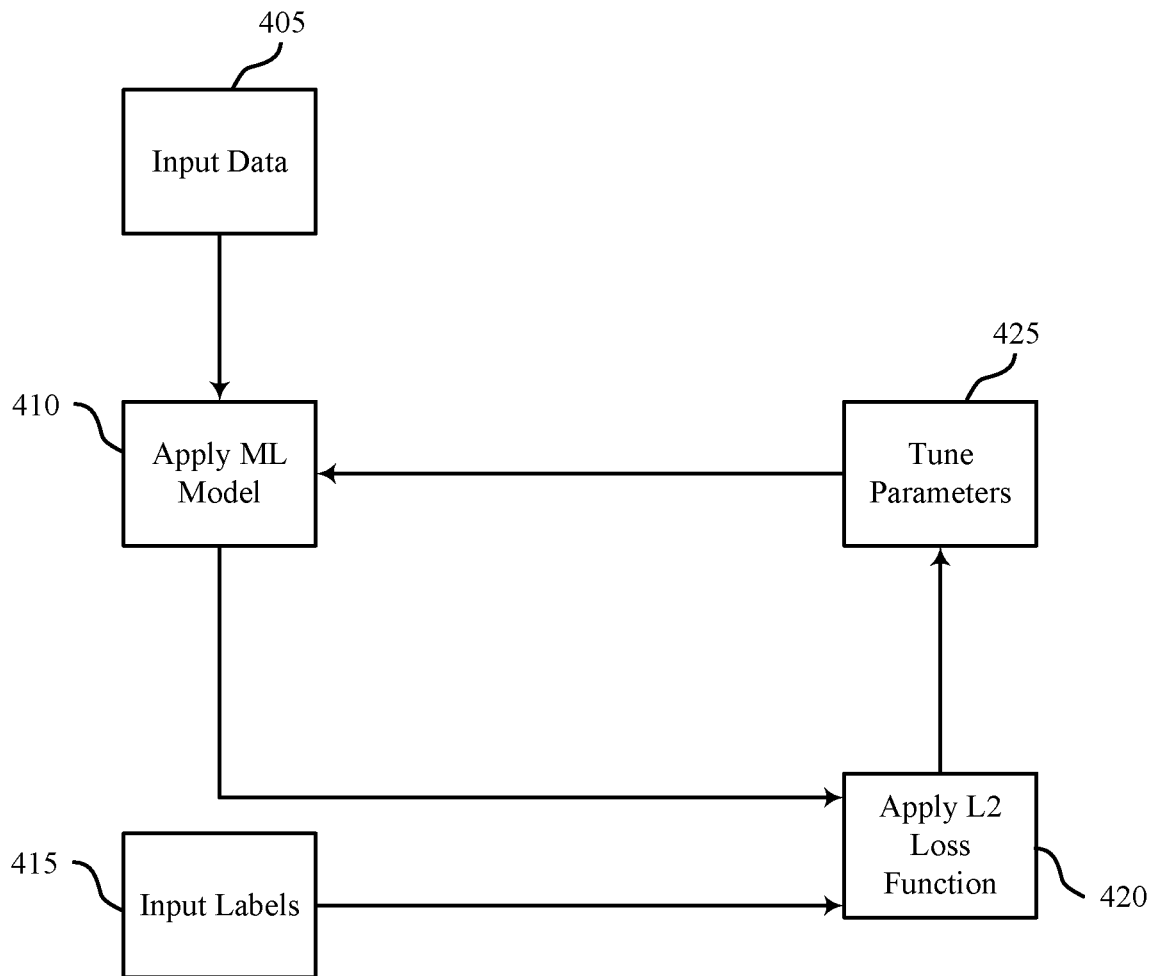 405
Input Data
425
410
Apply ML
Model
Tune
Parameters
Apply L2
Loss
Function
415
Input Labels
420